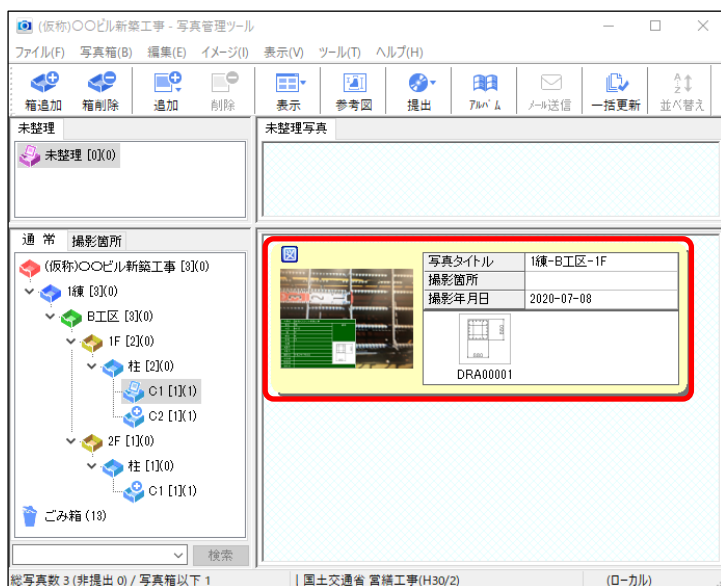 (仮称)〇〇ビル新築工事 - 写真管理ツール
ファイル(F) 写真箱(B) 編集(E) イメージ(I) 表示(V) ツール(T) ヘルプ(H)
箱追加 箱削除 追加 削除 表示 参考図 提出 ｱﾙﾊﾞﾑ メール送信 一括更新 並べ替え
未整理
未整理 [0](0)
未整理写真
通 常 撮影箇所
(仮称)〇〇ビル新築工事 [3](0)
1棟 [3](0)
B工区 [3](0)
1F [2](0)
柱 [2](0)
C1 [1](1)
C2 [1](1)
2F [1](0)
柱 [1](0)
C1 [1](1)
ごみ箱 (13)
検索
図
写真タイトル 1棟-B工区-1F
撮影箇所
撮影年月日 2020-07-08
DRA00001
総写真数 3 (非提出 0) / 写真箱以下 1 国土交通省 営繕工事(H30/2) (ローカル)